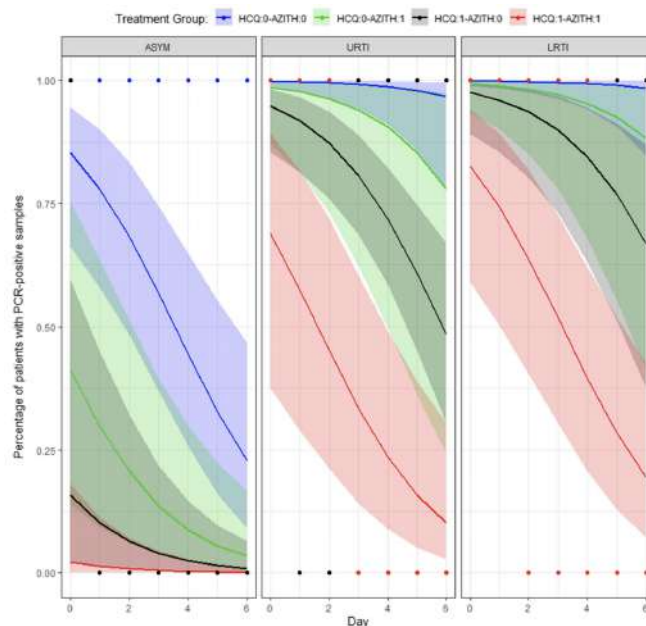 Treatment Group: HCQ:0-AZITH:0 HCQ:0-AZITH:1 HCQ:1-AZITH:0 HCQ:1-AZITH:1
ASYM URTI LRTI
Percentage of patients with PCR-positive samples
1.00
0.75
0.50
0.25
0.00
0 2 4 6 0 2 4 6 0 2 4 6
Day